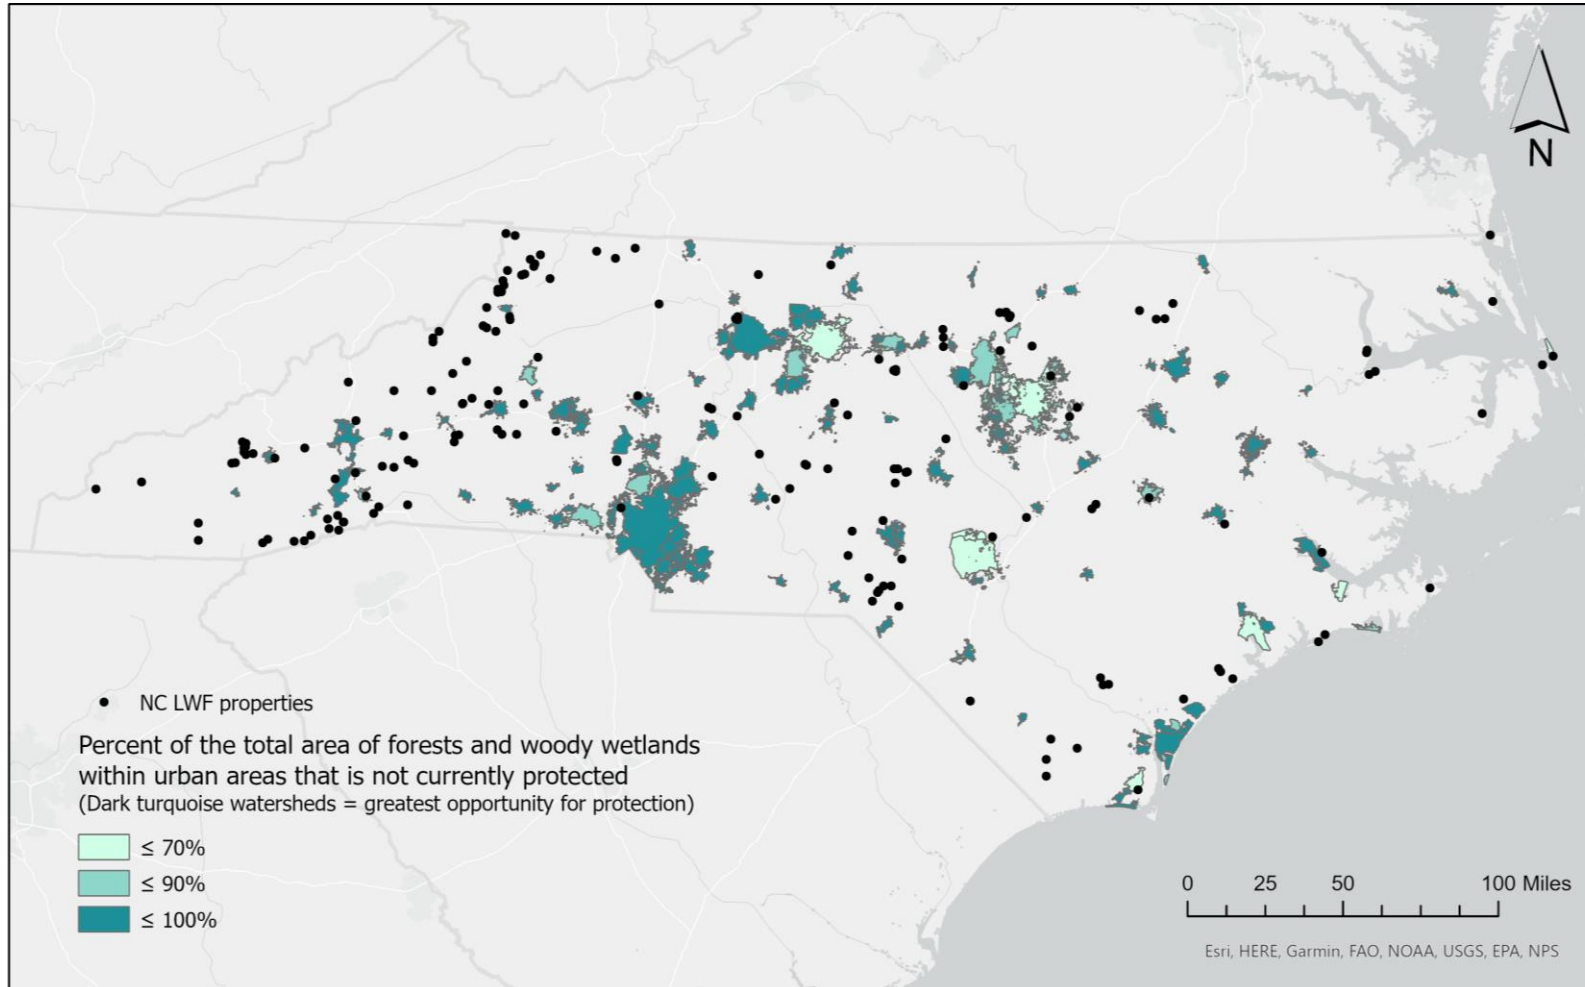 N
NC LWF properties
Percent of the total area of forests and woody wetlands
within urban areas that is not currently protected
(Dark turquoise watersheds = greatest opportunity for protection)
≤ 70%
≤ 90%
≤ 100%
0 25 50 100 Miles
Esri, HERE, Garmin, FAO, NOAA, USGS, EPA, NPS